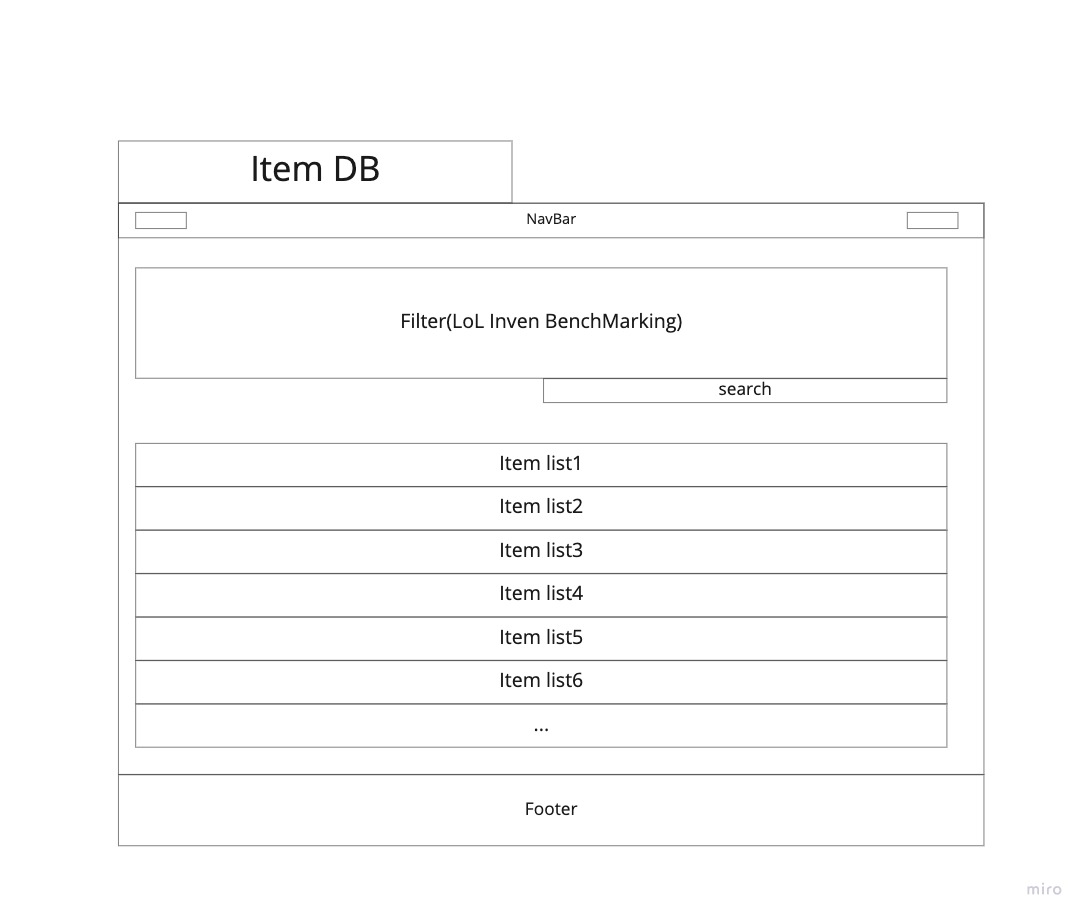 Item DB
NavBar
Filter(LoL Inven BenchMarking)
search
Item list1
Item list2
Item list3
Item list4
Item list5
Item list6
...
Footer
miro